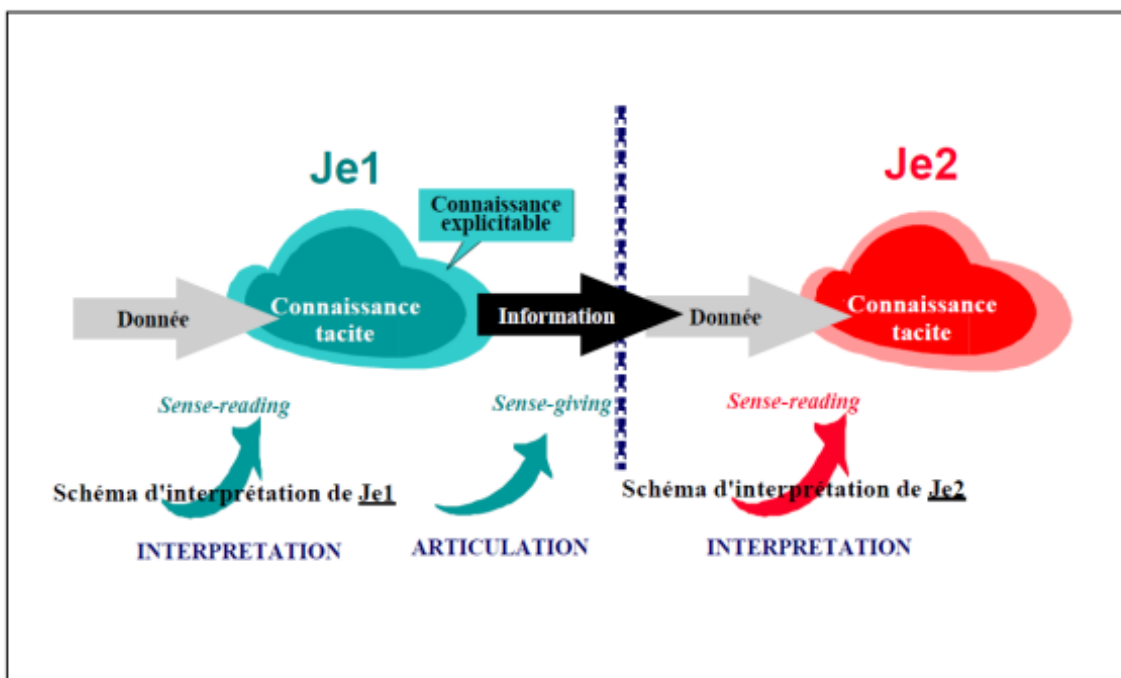 Je1
Je2
Connaissance
explicitable
Donnée
Connaissance
tacite
Information
Donnée
Connaissance
tacite
Sense-reading
Sense-giving
Sense-reading
Schéma d'interprétation de Je1
Schéma d'interprétation de Je2
INTERPRETATION
ARTICULATION
INTERPRETATION